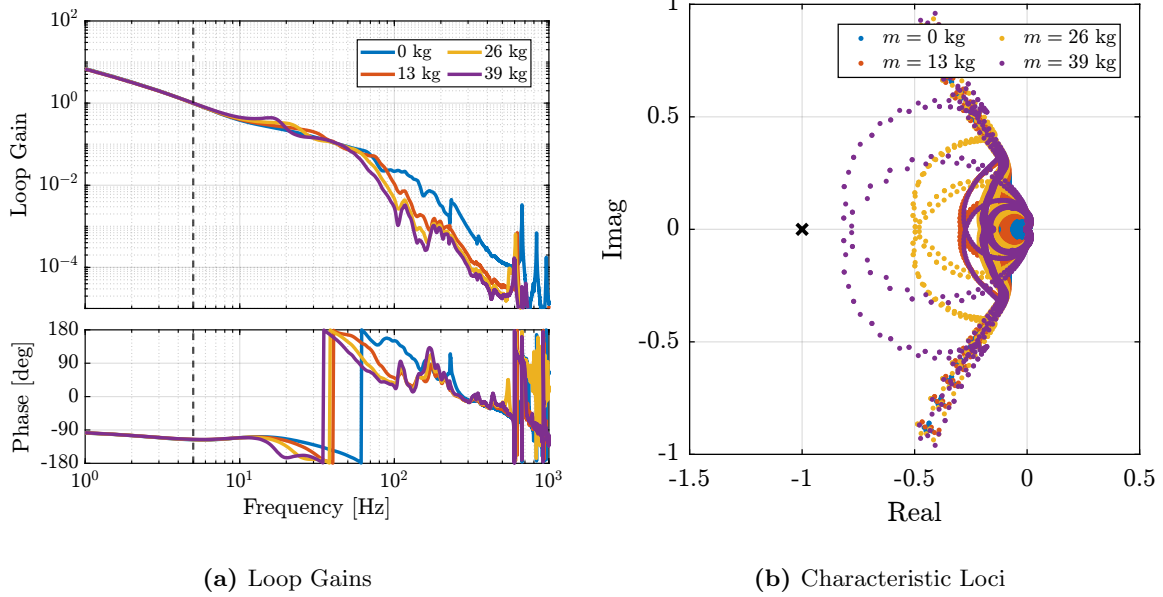 10^2
10^0
10^-2
10^-4
Loop Gain
0 kg
26 kg
13 kg
39 kg
180
90
0
-90
-180
Phase [deg]
10^0
10^1
10^2
10^3
Frequency [Hz]
(a) Loop Gains
1
0.5
0
-0.5
-1
Imag
m = 0 kg
m = 26 kg
m = 13 kg
m = 39 kg
-1.5
-1
-0.5
0
0.5
Real
(b) Characteristic Loci